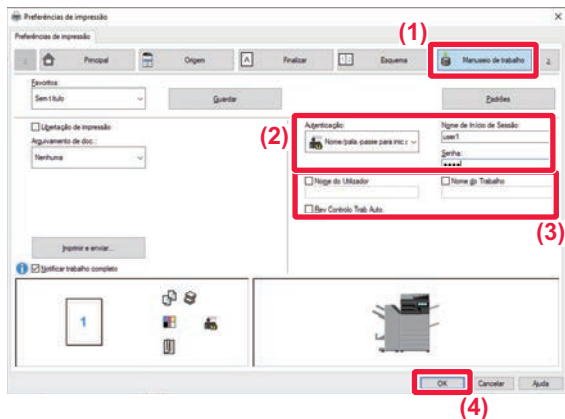 Preferências de impressão
Preferências de impressão
(1)
Principal
Origen
A
Finalizar
Esquema
Manuseio de trabalho
Favoritos:
Sem título
Guardar
Padrões
(2)
Autenticação:
Nome/pala.-passe para inic.s
Nome de Início de Sessão:
user1
Senha:
••••
Libertação de impressão
Arquivamento de doc.:
Nenhuma
Nome do Utilizador
Nome do Trabalho
Rev Controlo Trab Auto.
(3)
Imprimir e enviar...
Notificar trabalho completo
1
OK
Cancelar
Ajuda
(4)